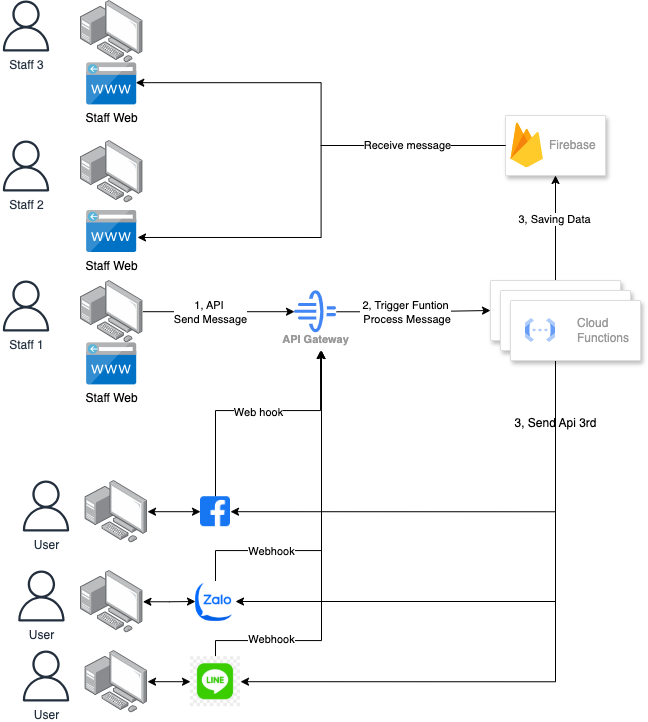 Staff 3
WWW
Staff Web
Receive message
Firebase
Staff 2
3, Saving Data
WWW
Staff Web
1, API
Send Message
2, Trigger Funtion
Process Message
Staff 1
API Gateway
Cloud
Functions
WWW
Staff Web
Web hook
3, Send Api 3rd
User
Webhook
Zalo
User
Webhook
LINE
User